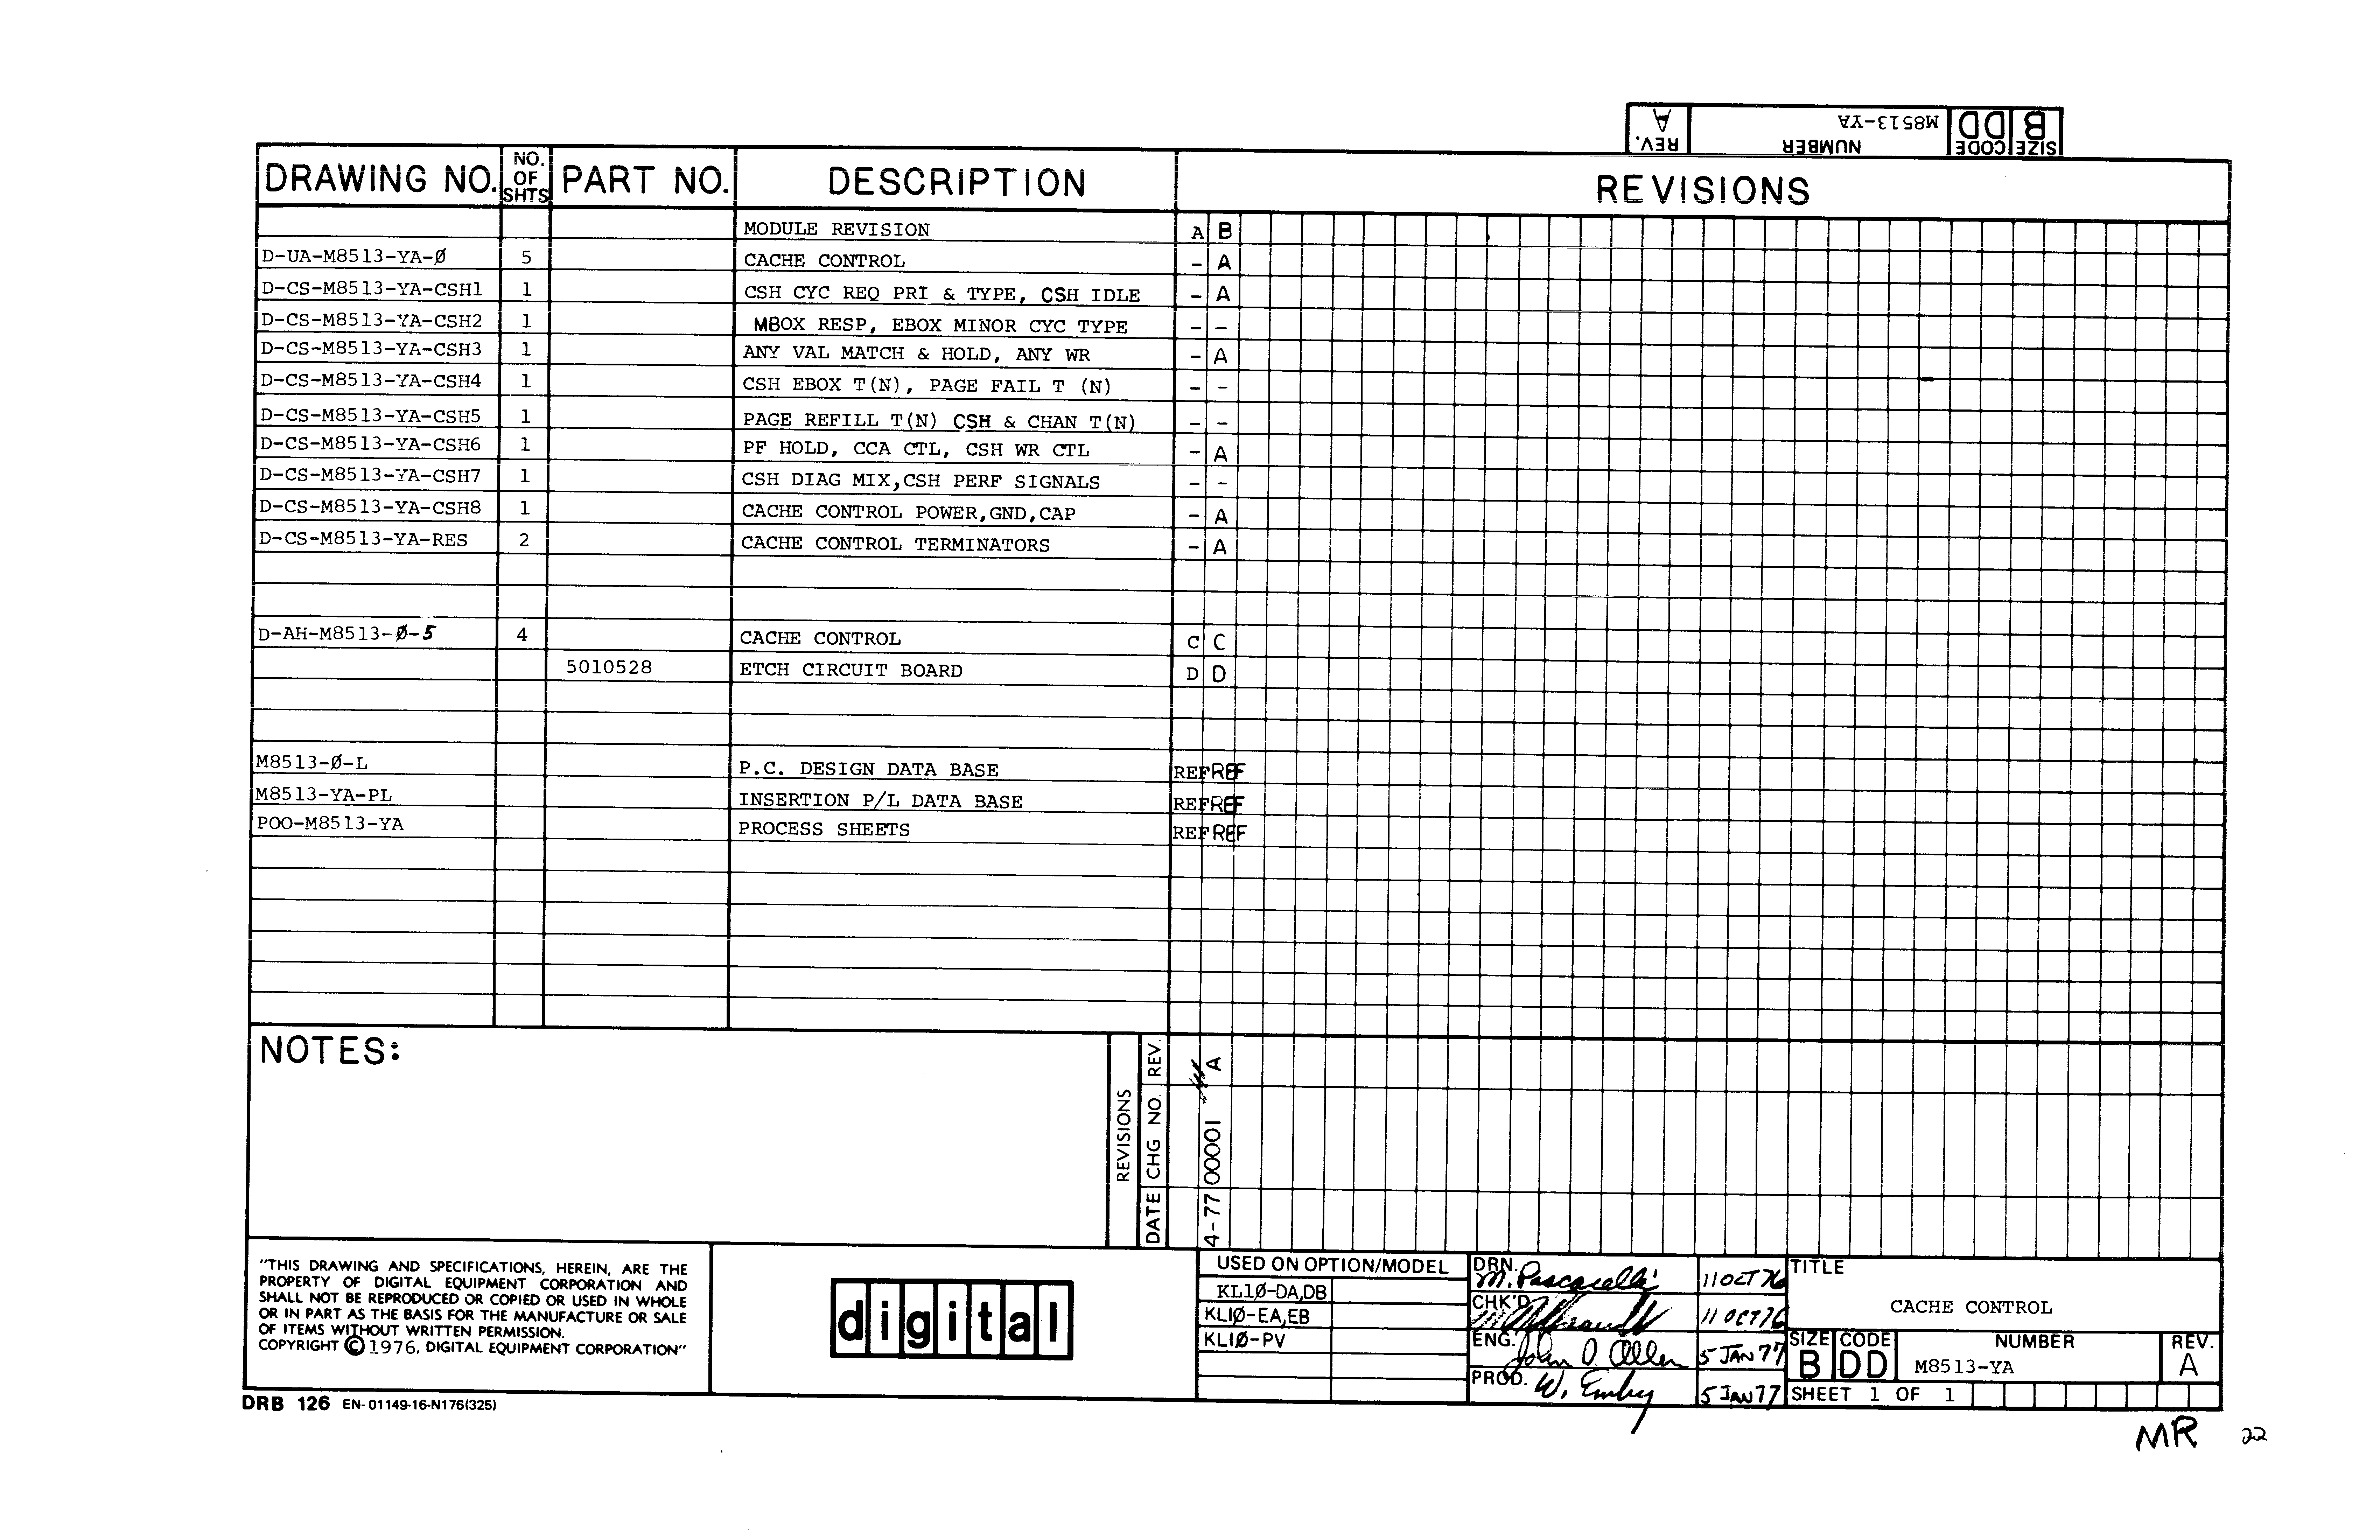 REV. A NUMBER M8513-YA SIZE B CODE DD
DRAWING NO. NO. OF SHTS PART NO. DESCRIPTION REVISIONS
MODULE REVISION A B
D-UA-M8513-YA-Ø 5 CACHE CONTROL - A
D-CS-M8513-YA-CSH1 1 CSH CYC REQ PRI & TYPE, CSH IDLE - A
D-CS-M8513-YA-CSH2 1 MBOX RESP, EBOX MINOR CYC TYPE - -
D-CS-M8513-YA-CSH3 1 ANY VAL MATCH & HOLD, ANY WR - A
D-CS-M8513-YA-CSH4 1 CSH EBOX T(N), PAGE FAIL T (N) - -
D-CS-M8513-YA-CSH5 1 PAGE REFILL T(N) CSH & CHAN T(N) - -
D-CS-M8513-YA-CSH6 1 PF HOLD, CCA CTL, CSH WR CTL - A
D-CS-M8513-YA-CSH7 1 CSH DIAG MIX,CSH PERF SIGNALS - -
D-CS-M8513-YA-CSH8 1 CACHE CONTROL POWER,GND,CAP - A
D-CS-M8513-YA-RES 2 CACHE CONTROL TERMINATORS - A
D-AH-M8513-Ø-5 4 CACHE CONTROL C C
5010528 ETCH CIRCUIT BOARD D D
M8513-Ø-L P.C. DESIGN DATA BASE REF REF
M8513-YA-PL INSERTION P/L DATA BASE REF REF
POO-M8513-YA PROCESS SHEETS REF REF
NOTES:
REVISIONS
DATE CHG NO. REV.
4-77 00001 A
"THIS DRAWING AND SPECIFICATIONS, HEREIN, ARE THE
PROPERTY OF DIGITAL EQUIPMENT CORPORATION AND
SHALL NOT BE REPRODUCED OR COPIED OR USED IN WHOLE
OR IN PART AS THE BASIS FOR THE MANUFACTURE OR SALE
OF ITEMS WITHOUT WRITTEN PERMISSION.
COPYRIGHT © 1976, DIGITAL EQUIPMENT CORPORATION"
digital
USED ON OPTION/MODEL
KL1Ø-DA,DB
KL1Ø-EA,EB
KL1Ø-PV
DRN. M. Pascarelli 11 OCT 76
CHK'D 11 OCT 76
ENG. John O. Allen 5 JAN 77
PROD. W. Embry 5 JAN 77
TITLE
CACHE CONTROL
SIZE CODE NUMBER REV.
B DD M8513-YA A
SHEET 1 OF 1
DRB 126 EN-01149-16-N176(325)
MR 22